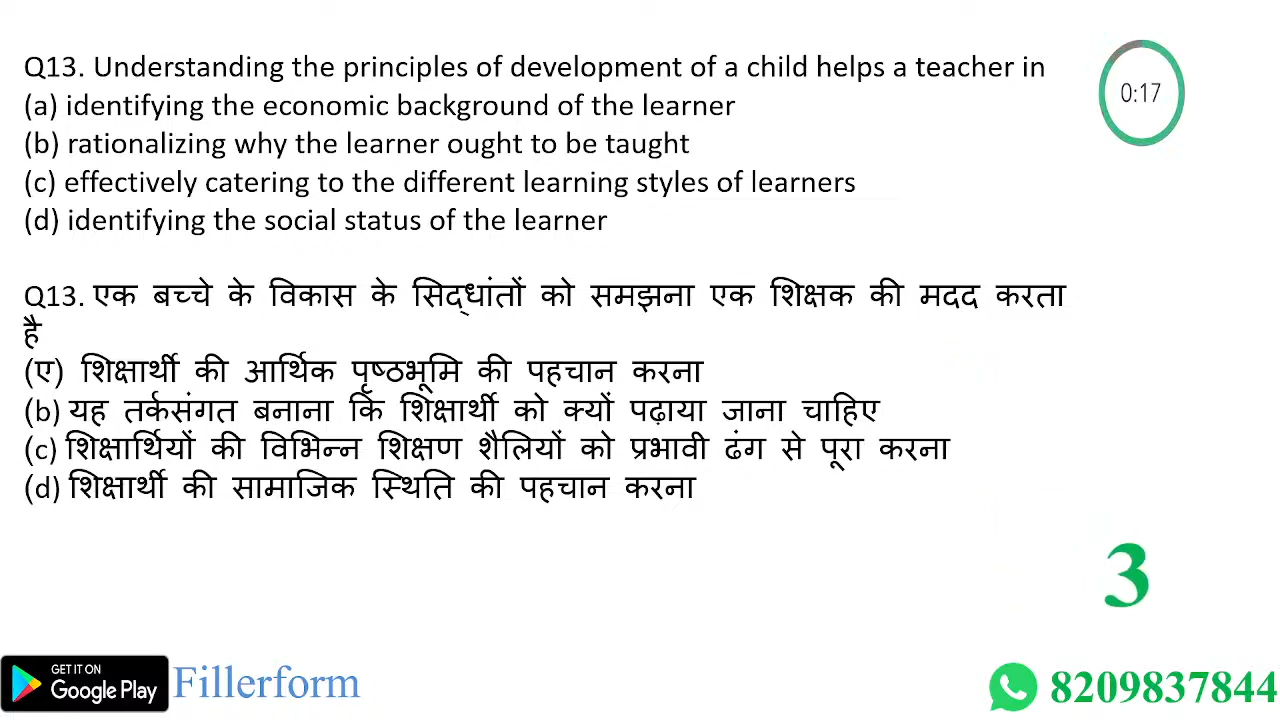 Q13. Understanding the principles of development of a child helps a teacher in
(a) identifying the economic background of the learner
(b) rationalizing why the learner ought to be taught
(c) effectively catering to the different learning styles of learners
(d) identifying the social status of the learner
0:17
Q13. एक बच्चे के विकास के सिद्धांतों को समझना एक शिक्षक की मदद करता
है
(ए) शिक्षार्थी की आर्थिक पृष्ठभूमि की पहचान करना
(b) यह तर्कसंगत बनाना कि शिक्षार्थी को क्यों पढ़ाया जाना चाहिए
(c) शिक्षार्थियों की विभिन्न शिक्षण शैलियों को प्रभावी ढंग से पूरा करना
(d) शिक्षार्थी की सामाजिक स्थिति की पहचान करना
3
GET IT ON
Google Play
Fillerform
8209837844